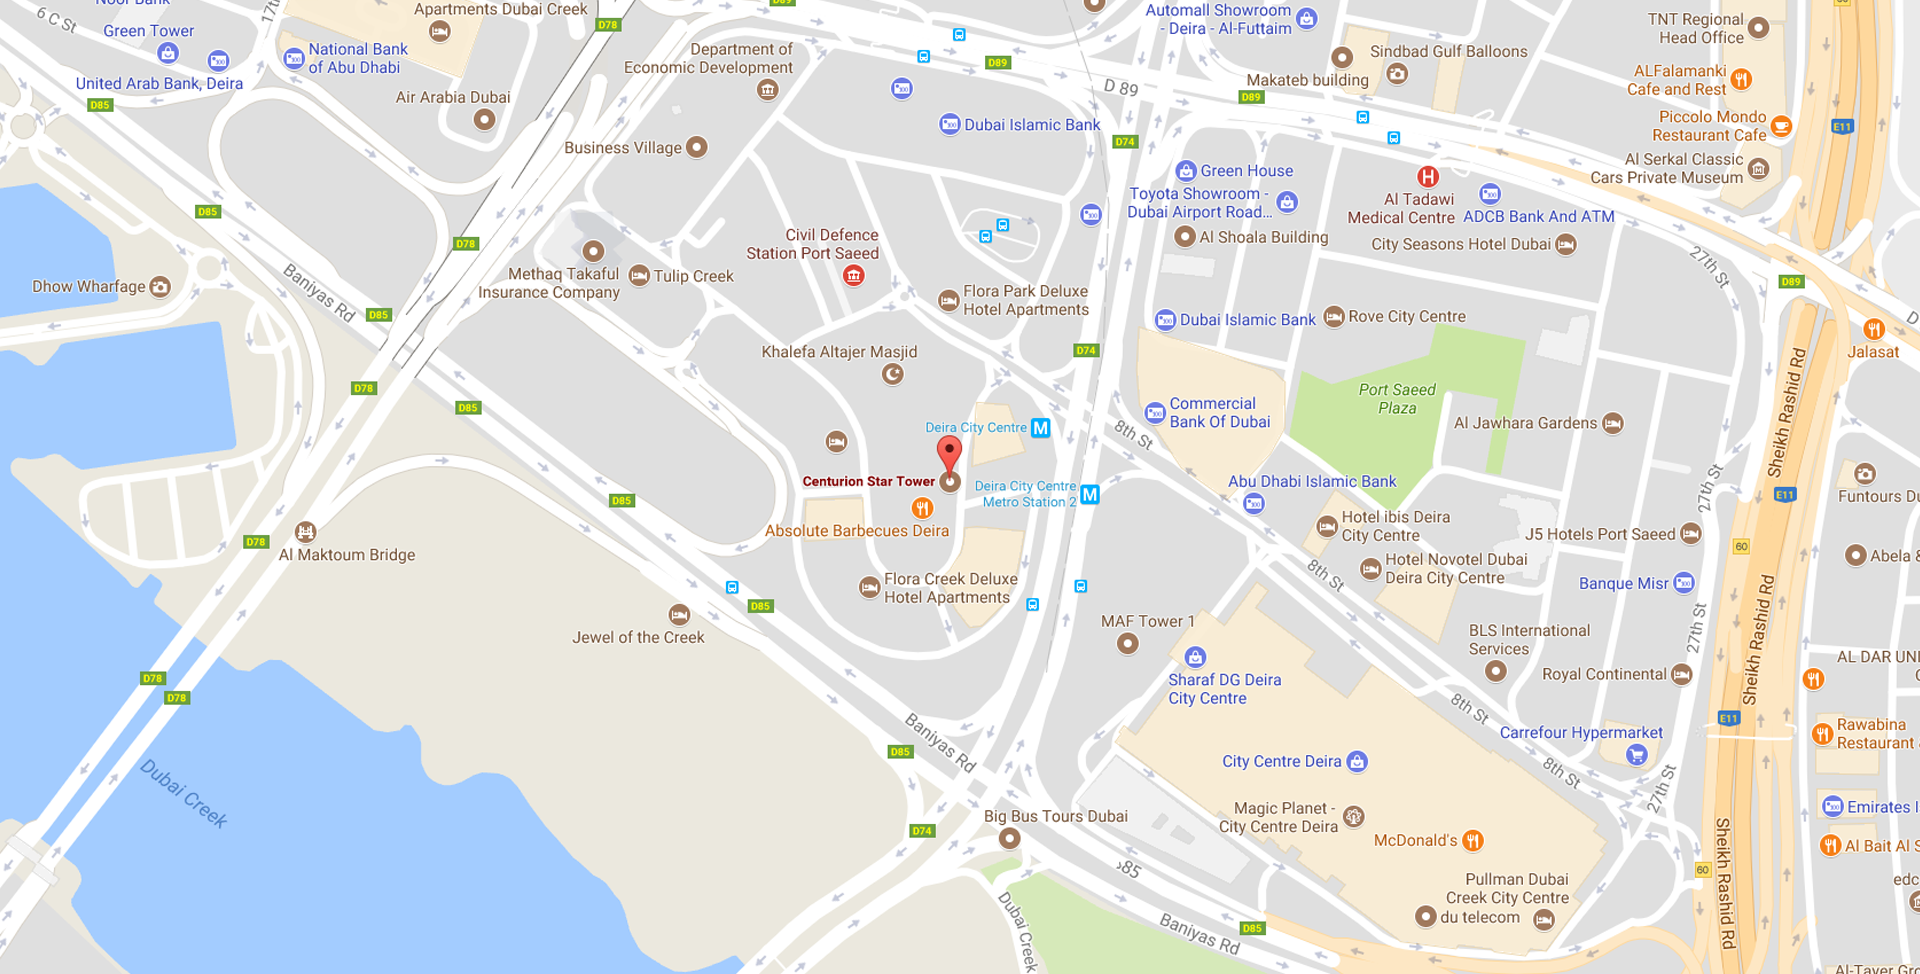 Noor Bank
17th
6 C St
Green Tower
United Arab Bank, Deira
D85
National Bank
of Abu Dhabi
Apartments Dubai Creek
D78
Air Arabia Dubai
Department of
Economic Development
D89
Business Village
D89
Dubai Islamic Bank
D 89
Automall Showroom
- Deira - Al-Futtaim
Makateb building
Sindbad Gulf Balloons
D89
TNT Regional
Head Office
ALFalamanki
Cafe and Rest
Piccolo Mondo
Restaurant Cafe
Al Serkal Classic
Cars Private Museum
60
E11
D74
Green House
Toyota Showroom -
Dubai Airport Road...
Al Shoala Building
H
Al Tadawi
Medical Centre
ADCB Bank And ATM
City Seasons Hotel Dubai
27th St
D89
D
Jalasat
D85
D78
Dhow Wharfage
Baniyas Rd
D85
Methaq Takaful
Insurance Company
Tulip Creek
Civil Defence
Station Port Saeed
Flora Park Deluxe
Hotel Apartments
Dubai Islamic Bank
Rove City Centre
D74
Khalefa Altajer Masjid
D78
D85
Port Saeed
Plaza
Commercial
Bank Of Dubai
Al Jawhara Gardens
Sheikh Rashid Rd
Deira City Centre
M
8th St
Centurion Star Tower
Deira City Centre
Metro Station 2
M
Abu Dhabi Islamic Bank
27th St
E11
Funtours Du
D85
Absolute Barbecues Deira
Hotel ibis Deira
City Centre
J5 Hotels Port Saeed
60
D78
Al Maktoum Bridge
Hotel Novotel Dubai
Deira City Centre
8th St
Banque Misr
Abela &
Flora Creek Deluxe
Hotel Apartments
D85
Jewel of the Creek
MAF Tower 1
BLS International
Services
27th St
Sheikh Rashid Rd
AL DAR UNI
D78
D78
Sharaf DG Deira
City Centre
Royal Continental
8th St
E11
Rawabina
Restaurant
Carrefour Hypermarket
Baniyas Rd
D85
City Centre Deira
8th St
27th St
Dubai Creek
Magic Planet -
City Centre Deira
Emirates I
D74
Big Bus Tours Dubai
McDonald's
Al Bait Al S
Sheikh Rashid Rd
60
85
Pullman Dubai
Creek City Centre
du telecom
edc
Dubai Creek
Baniyas Rd
D85
Al-Tayer Gro